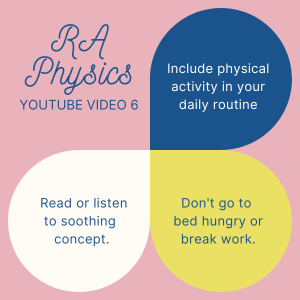 RA
Physics
YOUTUBE VIDEO 6
Include physical
activity in your
daily routine
Read or listen
to soothing
concept.
Don't go to
bed hungry or
break work.